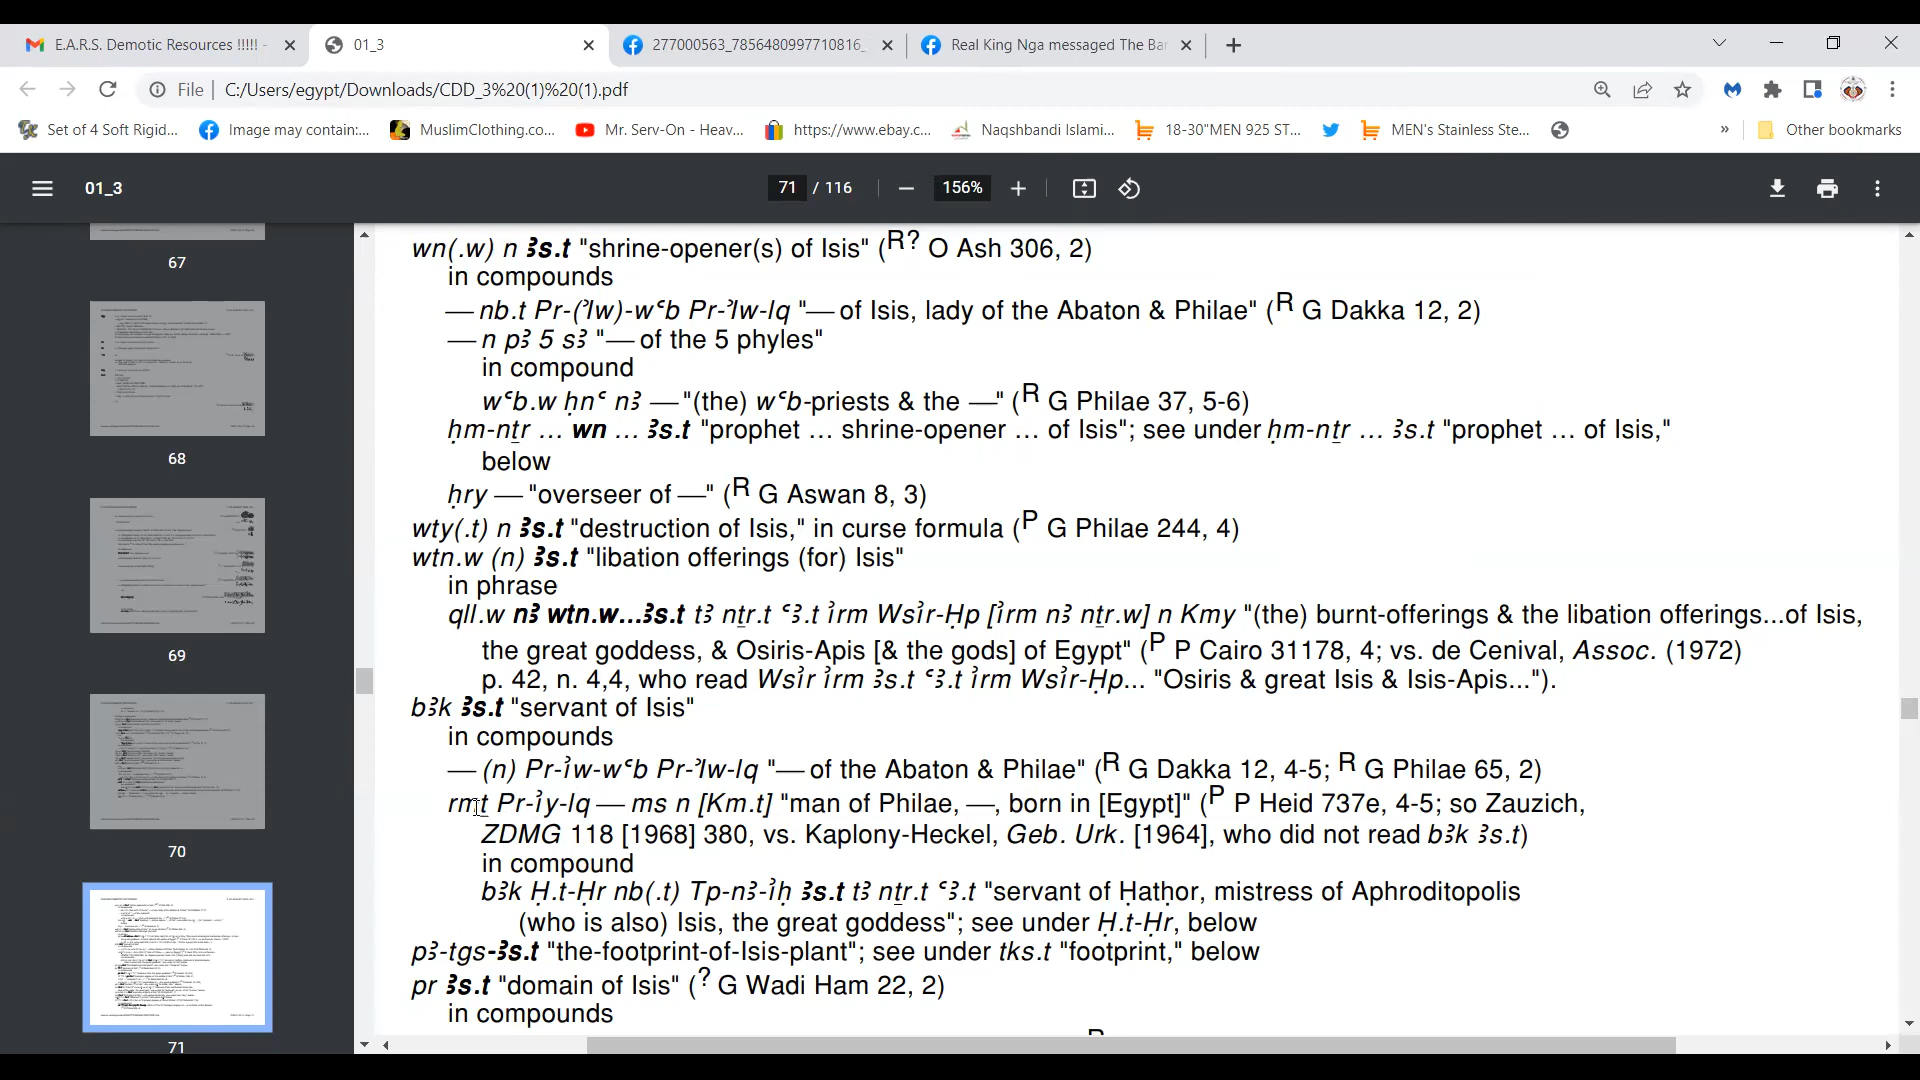 E.A.R.S. Demotic Resources !!!!! -
01_3
277000563_7856480997710816_
Real King Nga messaged The Bar
File
C:/Users/egypt/Downloads/CDD_3%20(1)%20(1).pdf
Set of 4 Soft Rigid...
Image may contain:...
MuslimClothing.co...
Mr. Serv-On - Heav...
https://www.ebay.c...
Naqshbandi Islami...
18-30"MEN 925 ST...
MEN's Stainless Ste...
»
Other bookmarks
01_3
71 / 116
156%
67
68
69
70
71
wn(.w) n ꜣs.t "shrine-opener(s) of Isis" (R? O Ash 306, 2)
in compounds
— nb.t Pr-(ʾIw)-wꜥb Pr-ʾIw-lq "— of Isis, lady of the Abaton & Philae" (R G Dakka 12, 2)
— n pꜣ 5 sꜣ "— of the 5 phyles"
in compound
wꜥb.w ḥnꜥ nꜣ — "(the) wꜥb-priests & the —" (R G Philae 37, 5-6)
ḥm-nṯr ... wn ... ꜣs.t "prophet ... shrine-opener ... of Isis"; see under ḥm-nṯr ... ꜣs.t "prophet ... of Isis,"
below
ḥry — "overseer of —" (R G Aswan 8, 3)
wty(.t) n ꜣs.t "destruction of Isis," in curse formula (P G Philae 244, 4)
wtn.w (n) ꜣs.t "libation offerings (for) Isis"
in phrase
qll.w nꜣ wtn.w...ꜣs.t tꜣ nṯr.t ꜥꜣ.t ı̓rm Wsı̓r-Ḥp [ı̓rm nꜣ nṯr.w] n Kmy "(the) burnt-offerings & the libation offerings...of Isis,
the great goddess, & Osiris-Apis [& the gods] of Egypt" (P P Cairo 31178, 4; vs. de Cenival, Assoc. (1972)
p. 42, n. 4,4, who read Wsı̓r ı̓rm ꜣs.t ꜥꜣ.t ı̓rm Wsı̓r-Ḥp... "Osiris & great Isis & Isis-Apis...").
bꜣk ꜣs.t "servant of Isis"
in compounds
— (n) Pr-ı̓w-wꜥb Pr-ʾIw-lq "— of the Abaton & Philae" (R G Dakka 12, 4-5; R G Philae 65, 2)
rmṯ Pr-ı̓y-lq — ms n [Km.t] "man of Philae, —, born in [Egypt]" (P P Heid 737e, 4-5; so Zauzich,
ZDMG 118 [1968] 380, vs. Kaplony-Heckel, Geb. Urk. [1964], who did not read bꜣk ꜣs.t)
in compound
bꜣk Ḥ.t-Ḥr nb(.t) Tp-nꜣ-ı̓ḥ ꜣs.t tꜣ nṯr.t ꜥꜣ.t "servant of Ḥatḥor, mistress of Aphroditopolis
(who is also) Isis, the great goddess"; see under Ḥ.t-Ḥr, below
pꜣ-tgs-ꜣs.t "the-footprint-of-Isis-plant"; see under tks.t "footprint," below
pr ꜣs.t "domain of Isis" (? G Wadi Ham 22, 2)
in compounds